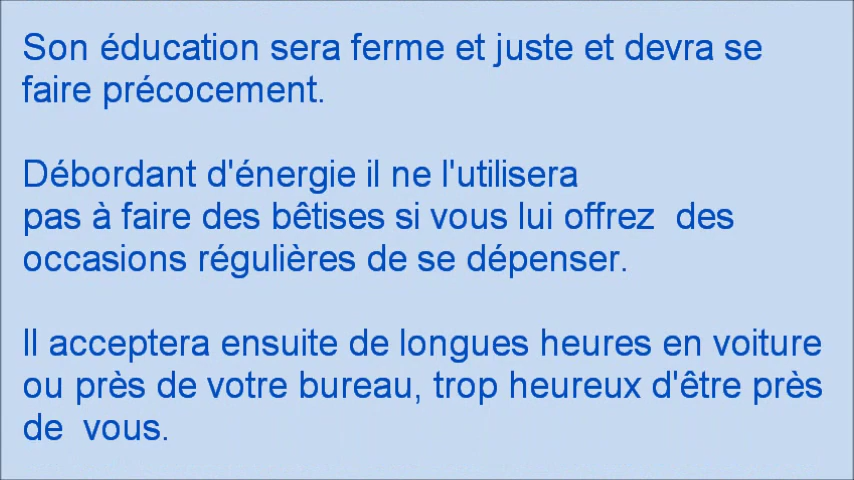 Son éducation sera ferme et juste et devra se
faire précocement.
Débordant d'énergie il ne l'utilisera
pas à faire des bêtises si vous lui offrez  des
occasions régulières de se dépenser.
Il acceptera ensuite de longues heures en voiture
ou près de votre bureau, trop heureux d'être près
de  vous.